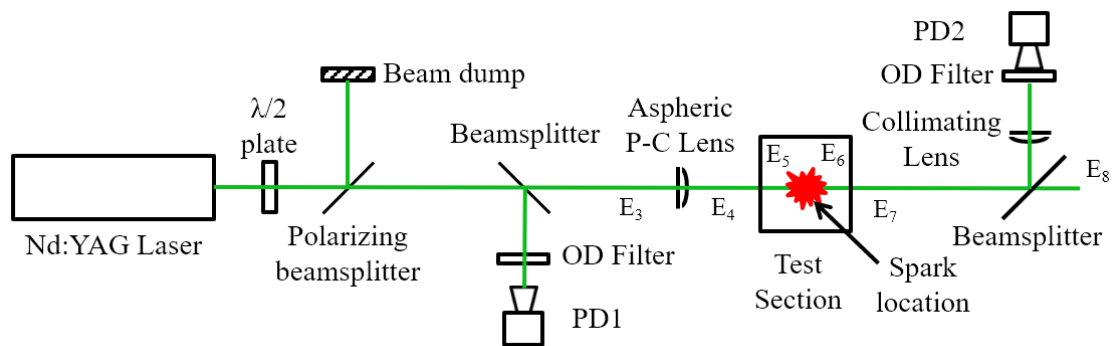 Nd:YAG Laser
λ/2
plate
Beam dump
Polarizing
beamsplitter
Beamsplitter
OD Filter
PD1
E₃
Aspheric
P-C Lens
E₄
E₅
E₆
Test
Section
Spark
location
E₇
PD2
OD Filter
Collimating
Lens
Beamsplitter
E₈